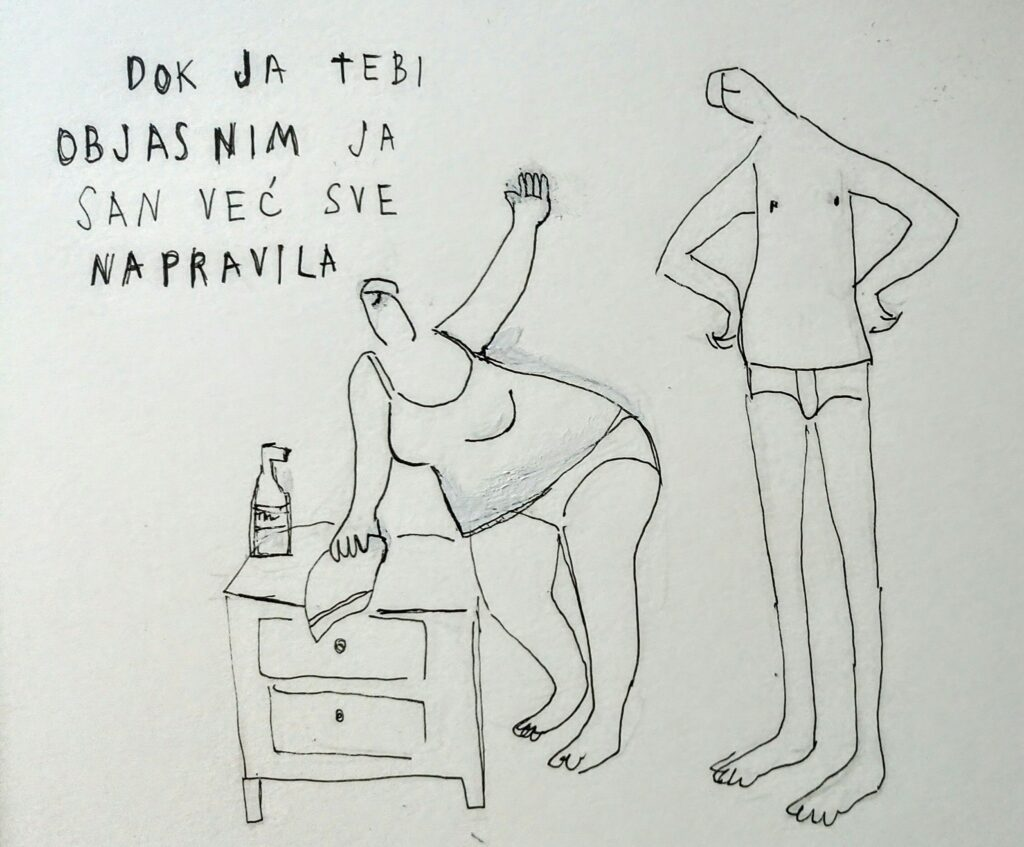 DOK JA TEBI
OBJASNIM JA
SAN VEĆ SVE
NAPRAVILA